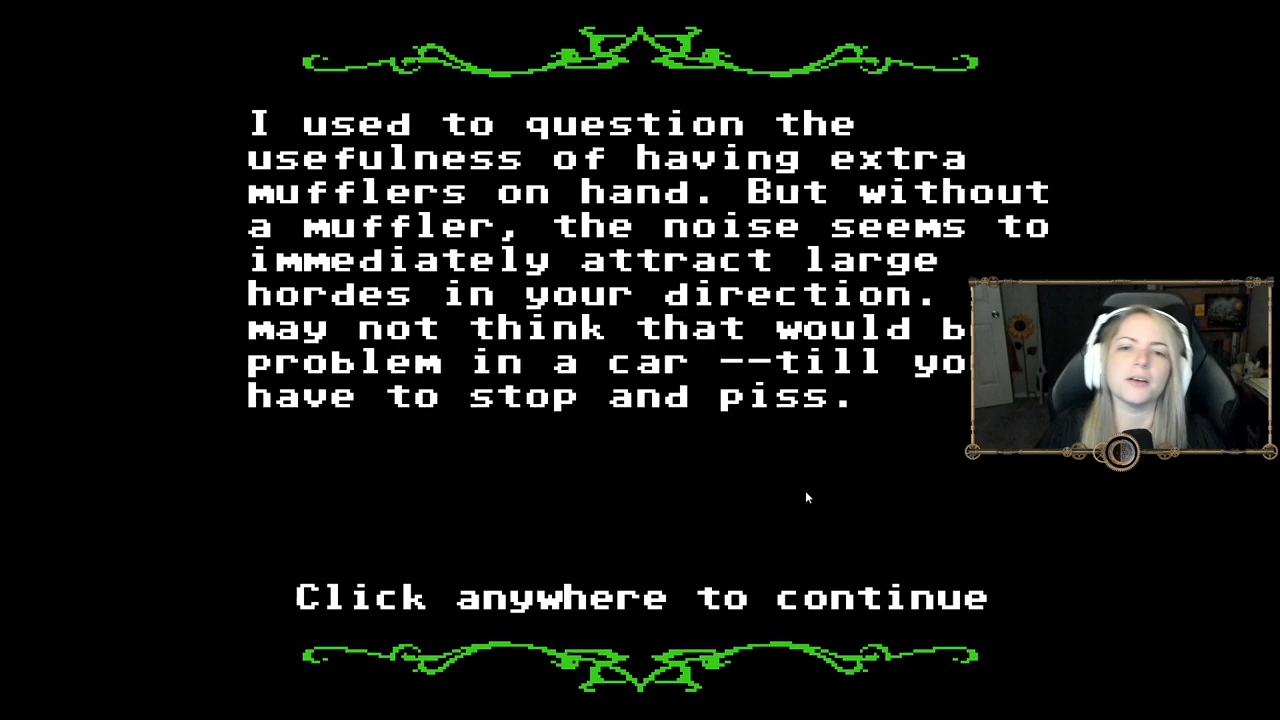 I used to question the
usefulness of having extra
mufflers on hand. But without
a muffler, the noise seems to
immediately attract large
hordes in your direction.
may not think that would
problem in a car --till
have to stop and piss.
Click anywhere to continue